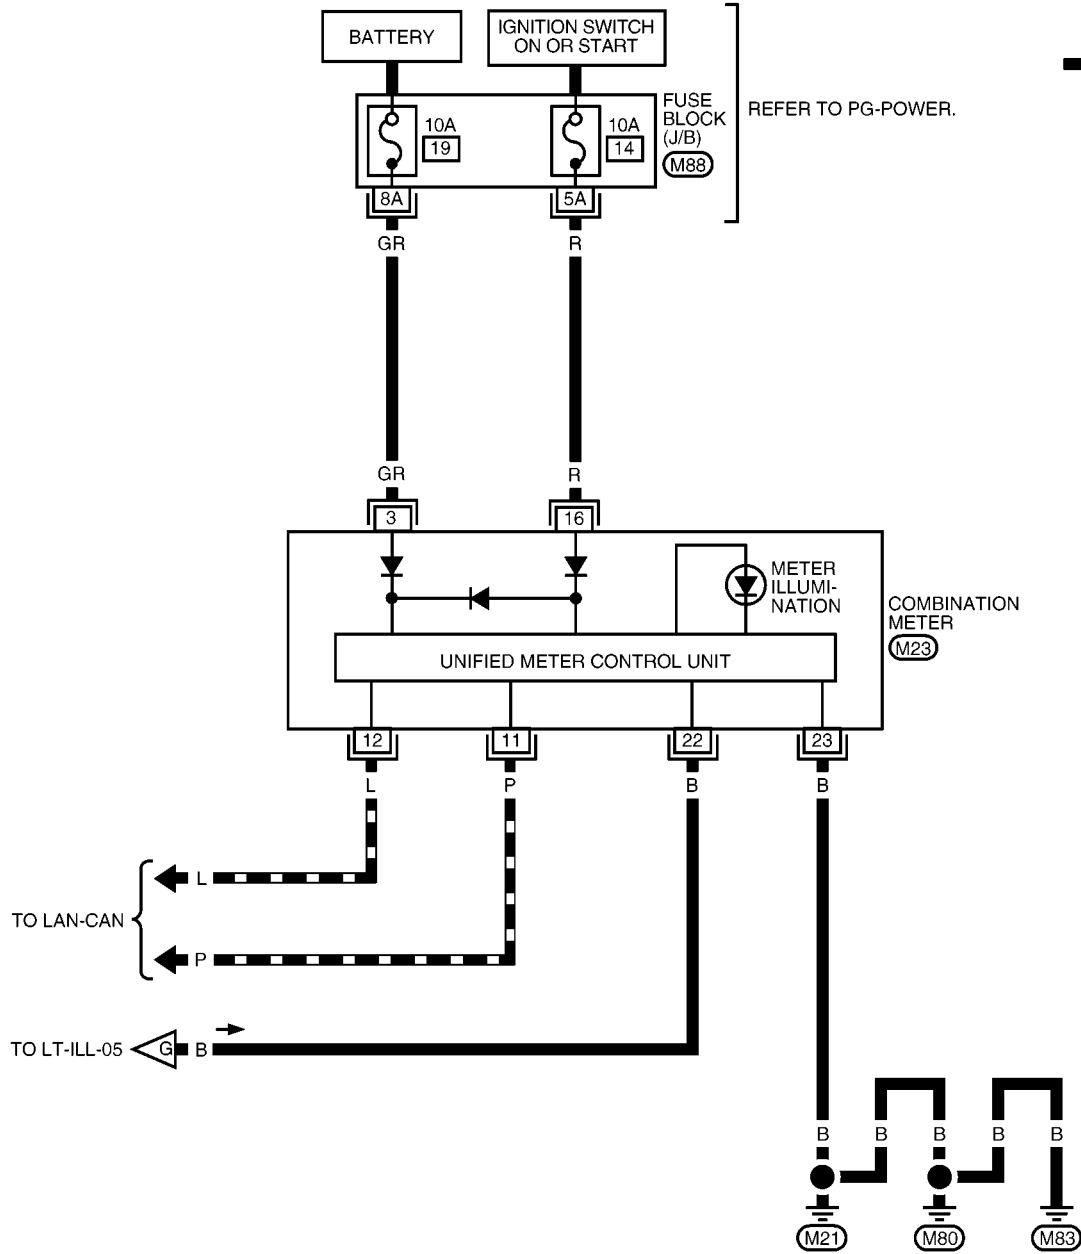 BATTERY
IGNITION SWITCH
ON OR START
FUSE
BLOCK
(J/B)
M88
REFER TO PG-POWER.
10A
19
10A
14
8A
5A
GR
R
GR
R
3
16
METER
ILLUMI-
NATION
COMBINATION
METER
M23
UNIFIED METER CONTROL UNIT
12
11
22
23
L
P
B
B
L
TO LAN-CAN
P
TO LT-ILL-05
G
B
B
B
B
B
B
M21
M80
M83